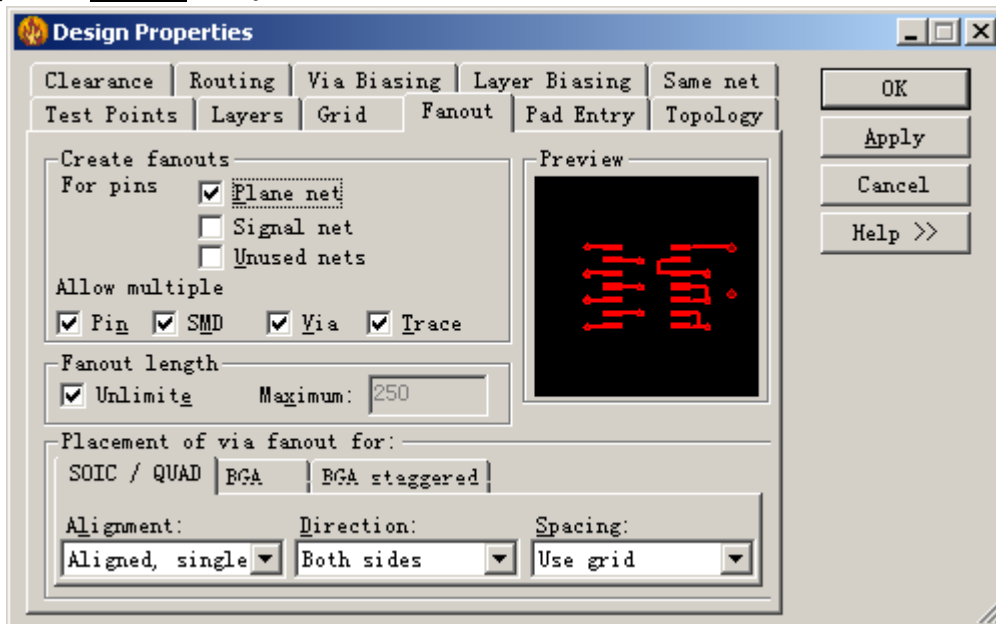 Design Properties
Clearance Routing Via Biasing Layer Biasing Same net
Test Points Layers Grid Fanout Pad Entry Topology
OK
Apply
Cancel
Help >>
Create fanouts
For pins
Plane net
Signal net
Unused nets
Allow multiple
Pin SMD Via Trace
Preview
Fanout length
Unlimite Maximum: 250
Placement of via fanout for:
SOIC / QUAD BGA BGA staggered
Alignment: Direction: Spacing:
Aligned, single Both sides Use grid